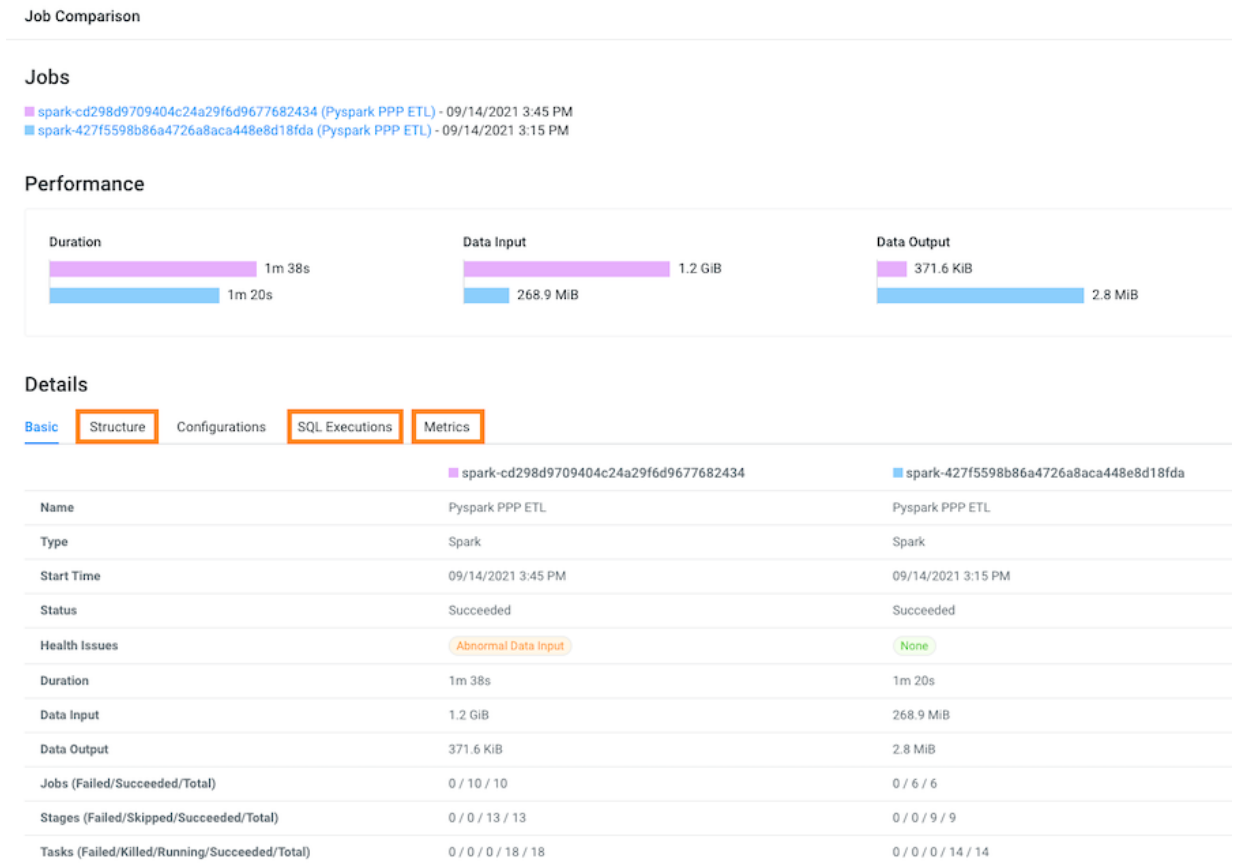 Job Comparison
Jobs
spark-cd298d9709404c24a29f6d9677682434 (Pyspark PPP ETL) - 09/14/2021 3:45 PM
spark-427f5598b86a4726a8aca448e8d18fda (Pyspark PPP ETL) - 09/14/2021 3:15 PM
Performance
Duration Data Input Data Output
1m 38s 1.2 GiB 371.6 KiB
1m 20s 268.9 MiB 2.8 MiB
Details
Basic Structure Configurations SQL Executions Metrics
spark-cd298d9709404c24a29f6d9677682434 spark-427f5598b86a4726a8aca448e8d18fda
Name Pyspark PPP ETL Pyspark PPP ETL
Type Spark Spark
Start Time 09/14/2021 3:45 PM 09/14/2021 3:15 PM
Status Succeeded Succeeded
Health Issues Abnormal Data Input None
Duration 1m 38s 1m 20s
Data Input 1.2 GiB 268.9 MiB
Data Output 371.6 KiB 2.8 MiB
Jobs (Failed/Succeeded/Total) 0 / 10 / 10 0 / 6 / 6
Stages (Failed/Skipped/Succeeded/Total) 0 / 0 / 13 / 13 0 / 0 / 9 / 9
Tasks (Failed/Killed/Running/Succeeded/Total) 0 / 0 / 0 / 18 / 18 0 / 0 / 0 / 14 / 14